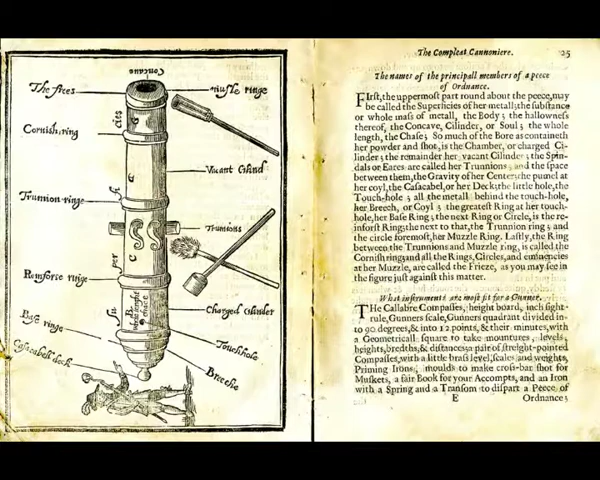 Concaue
The frees
musle ringe
Cornish ring
Vacant Cilind
Trunnion ringe
Trunions
Rainforse ringe
Charged Cilinder
Base ringe
Touchhole
Cascabell deck
Breeche
The Compleat Cannoniere. 25
The names of the principall members of a peece
of Ordnance.
First, the uppermost part round about the peece, may
be called the Superficies of her metall; the substance
or whole mass of metall, the Body; the hallowness
thereof, the Concave, Cilinder, or Soul; the whole
length, the Chase; So much of the Bore as containeth
her powder and shot, is the Chamber, or charged Ci-
linder; the remainder her vacant Cilinder; the Spin-
dals or Eares are called her Trunnions, and the space
between them, the Gravity of her Center; the pumel at
her coyl, the Casacabel, or her Deck; the little hole, the
Touch-hole; all the metall behind the touch-hole,
her Breech, or Coyl; the greatest Ring at her touch-
hole, her Base Ring; the next Ring or Circle, is the re-
inforst Ring; the next to that, the Trunnion ring; and
the circle foremost, her Muzzle Ring. Lastly, the Ring
between the Trunnions and Muzzle Ring, is called the
Cornish ring; and all the Rings, Circles, and eminencies
at her Muzzle, are called the Frieze, as you may see in
the figure just against this matter.
What instruments are most fit for a Gunner.
The Callabre Compasses, height board, inch sight-
rule, Gunners scale, Gunners quadrant divided in-
to 90 degrees, & into 12 points, & their minutes, with
a Geometricall square to take mountures, levels,
heights, bredths, & distances; a pair of streight-pointed
Compasses, with a little brass level, scales and weights,
Priming Irons, moulds to make cross-bar shot for
Muskets, a fair Book for your Accompts, and an Iron
with a Spring and a Transom to dispart a Peece of
E Ordnance;